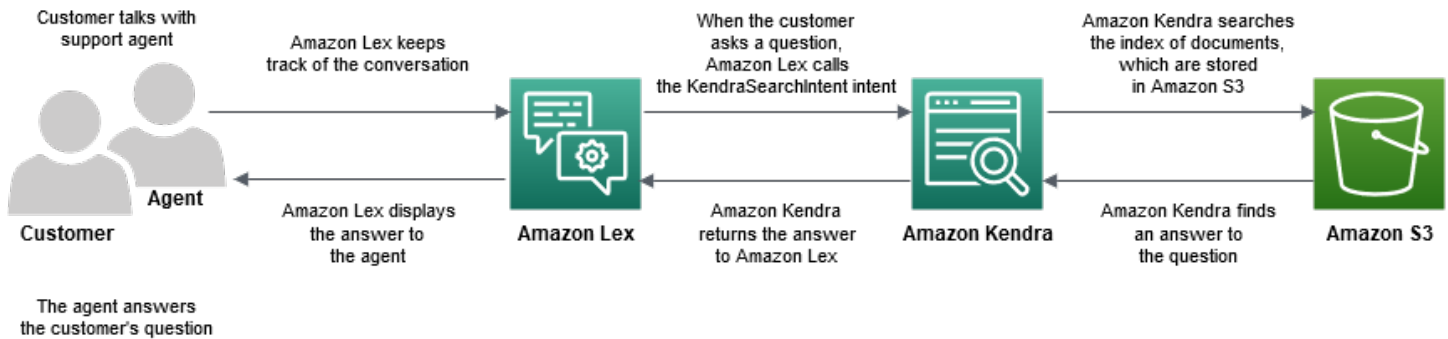 Customer talks with
support agent
Amazon Lex keeps
track of the conversation
When the customer
asks a question,
Amazon Lex calls
the KendraSearchIntent intent
Amazon Kendra searches
the index of documents,
which are stored
in Amazon S3
Agent
Customer
Amazon Lex displays
the answer to
the agent
Amazon Lex
Amazon Kendra
returns the answer
to Amazon Lex
Amazon Kendra
Amazon Kendra finds
an answer to
the question
Amazon S3
The agent answers
the customer's question